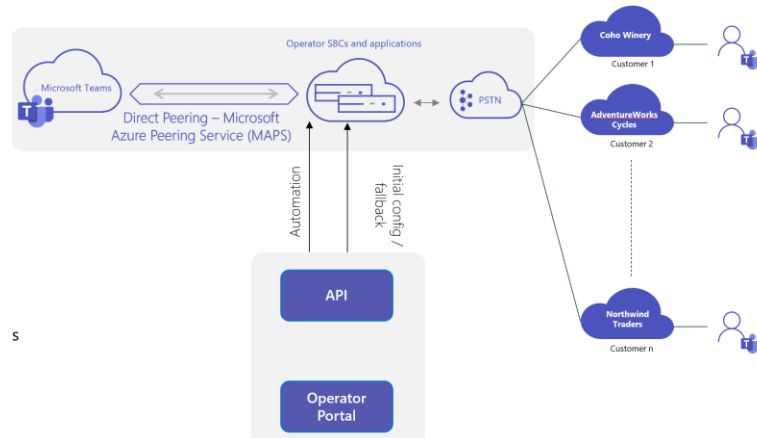 Coho Winery
Customer 1
Operator SBCs and applications
Microsoft Teams
PSTN
Direct Peering – Microsoft
Azure Peering Service (MAPS)
AdventureWorks
Cycles
Customer 2
Automation
Initial config /
fallback
API
Northwind
Traders
Customer n
s
Operator
Portal
T
T
T
T